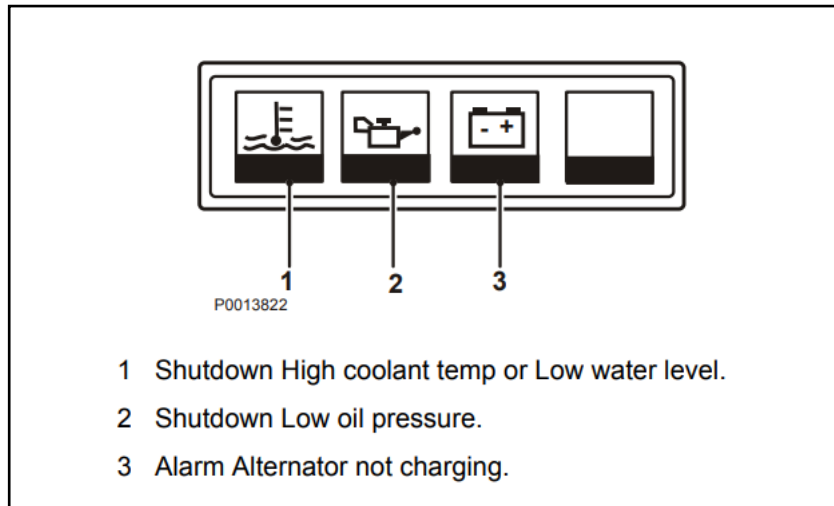 - +
1 2 3
P0013822
1 Shutdown High coolant temp or Low water level.
2 Shutdown Low oil pressure.
3 Alarm Alternator not charging.